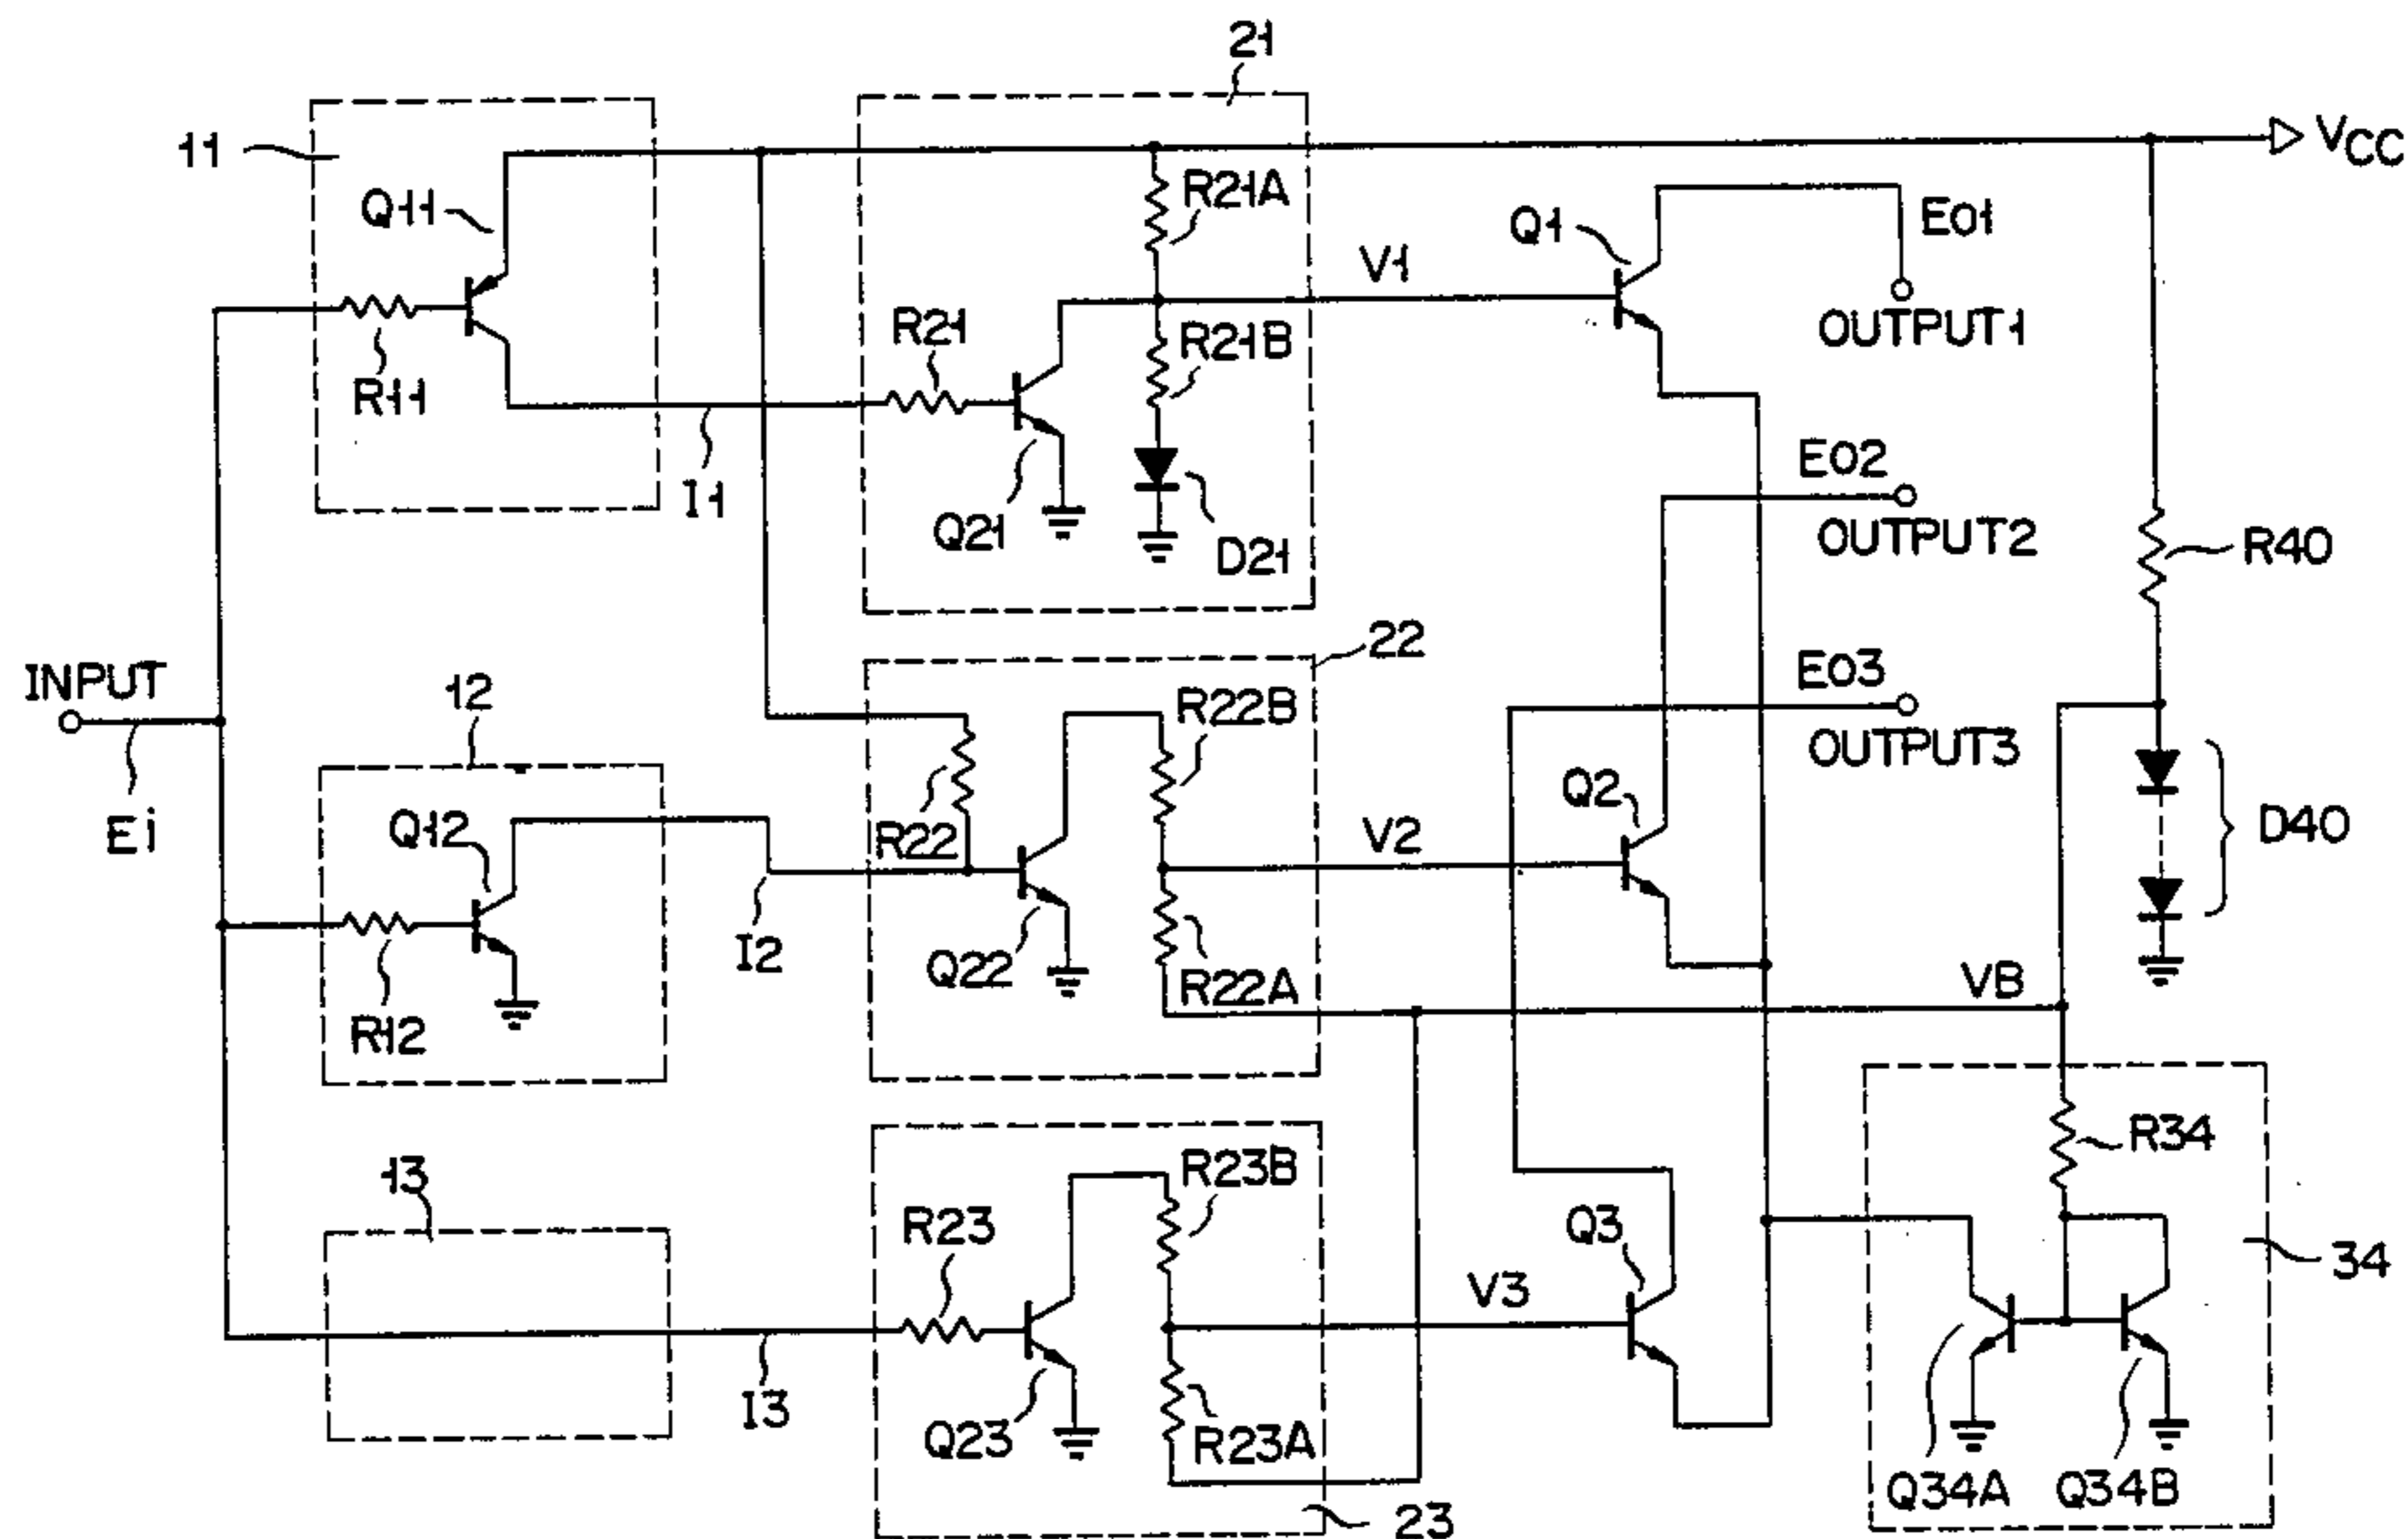 21
11
VCC
Q11
R21A
Q1
E01
V1
OUTPUT1
R21
R21B
R11
E02
I1
Q21
D21
OUTPUT2
R40
22
INPUT
12
R22B
E03
OUTPUT3
Ei
Q12
R22
V2
Q2
D40
I2
Q22
R22A
VB
R12
13
R23B
R34
R23
Q3
34
V3
I3
Q23
R23A
Q34A
Q34B
23